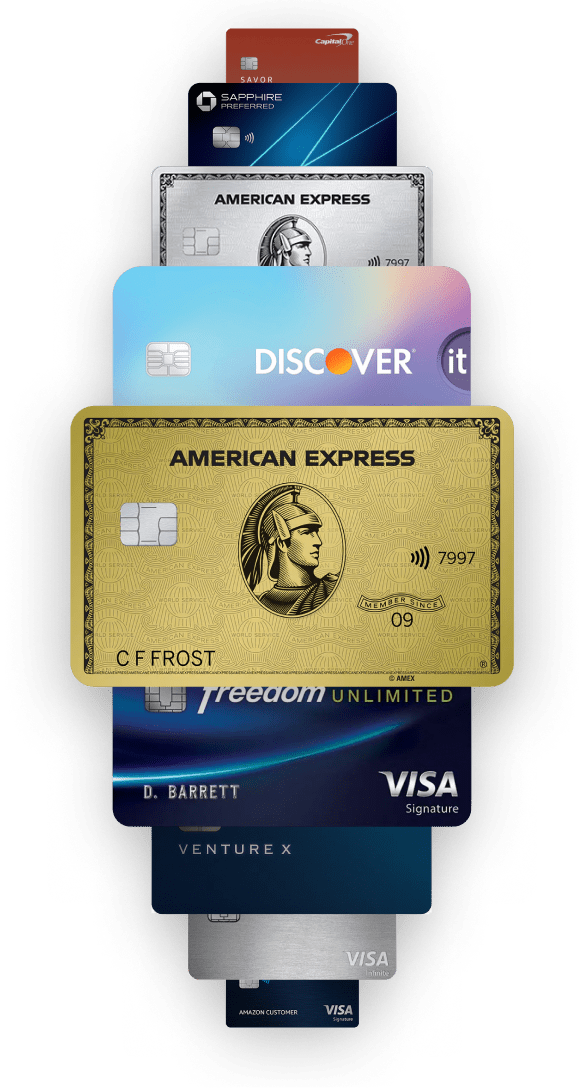 Capital One
SAVOR
SAPPHIRE
PREFERRED
AMERICAN EXPRESS
7997
DISCOVER®
it
AMERICAN EXPRESS
7997
MEMBER SINCE
09
C F FROST
®
© AMEX
freedom UNLIMITED
D. BARRETT
VISA
Signature
VENTURE X
VISA
Infinite
AMAZON CUSTOMER
VISA
Signature